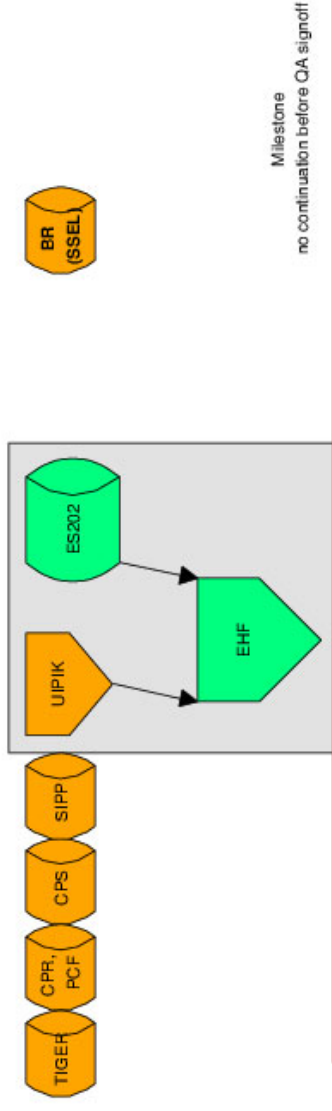 TIGER
CPR,
PCF
CPS
SIPP
UIPIK
ES202
EHF
BR
(SSEL)
Milestone
no continuation before QA signoff